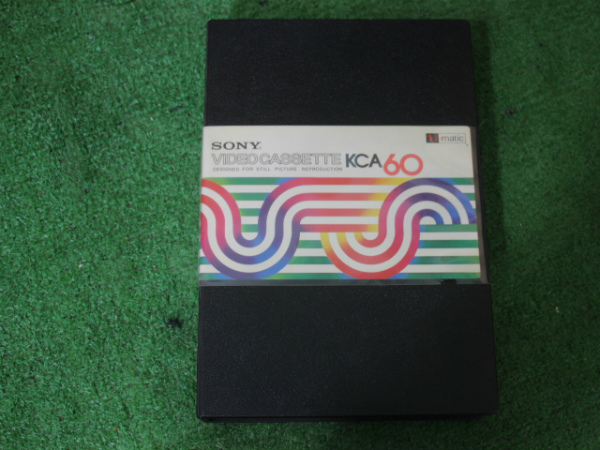 SONY
U-matic
VIDEOCASSETTE KCA60
DESIGNED FOR STILL PICTURE REPRODUCTION